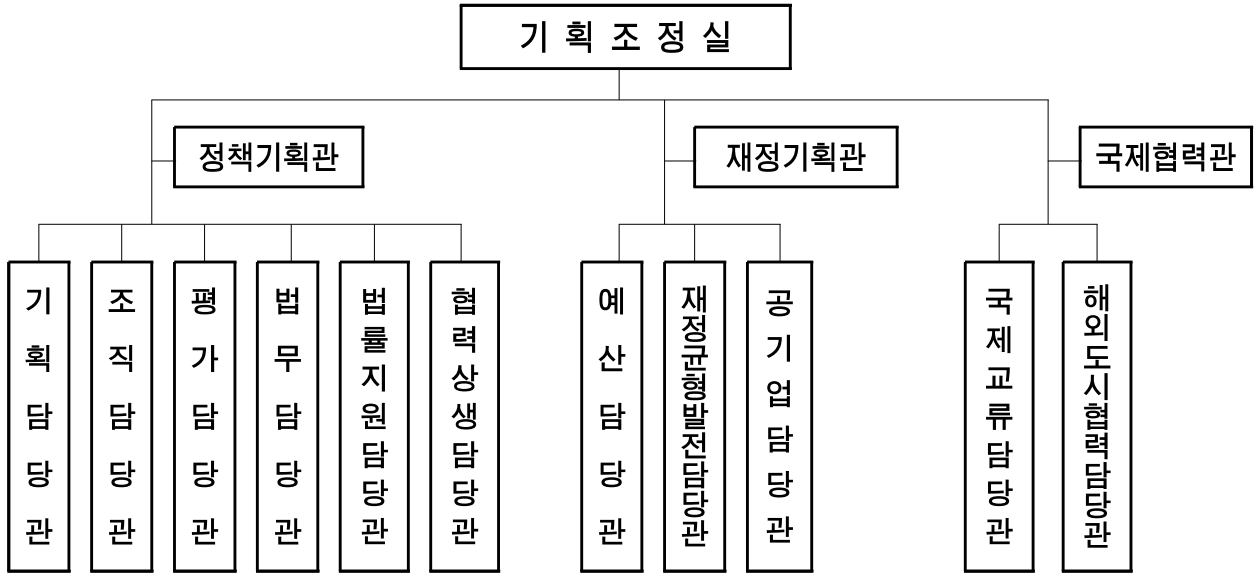 기 획 조 정 실
정책기획관
재정기획관
국제협력관
기획담당관
조직담당관
평가담당관
법무담당관
법률지원담당관
협력상생담당관
예산담당관
재정균형발전담당관
공기업담당관
국제교류담당관
해외도시협력담당관